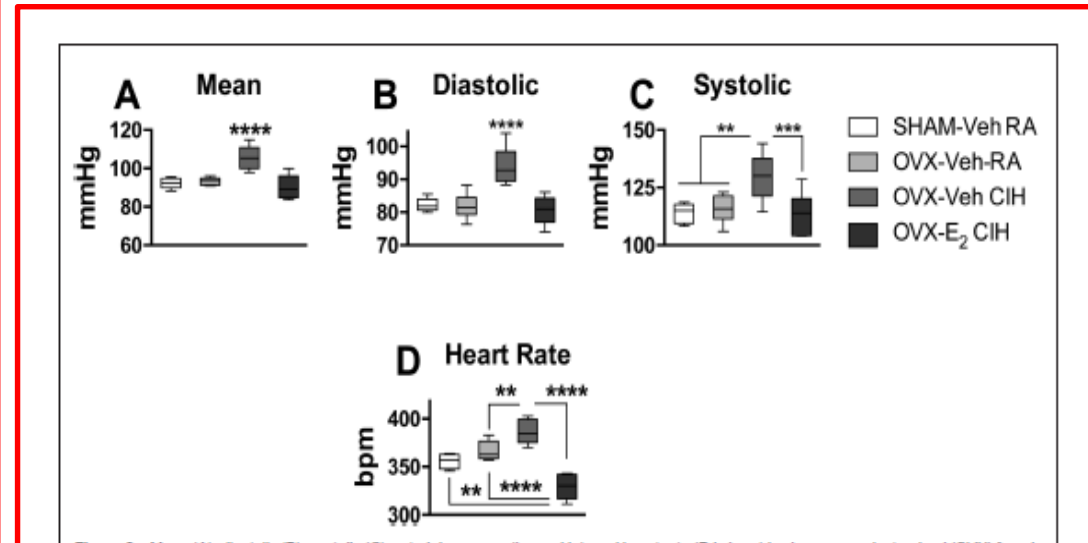 A Mean
B Diastolic
C Systolic
mmHg
120
100
80
60
****
mmHg
100
90
80
70
****
mmHg
150
125
100
** ***
SHAM-Veh RA
OVX-Veh-RA
OVX-Veh CIH
OVX-E2 CIH
D Heart Rate
bpm
400
350
300
** ****
** ****